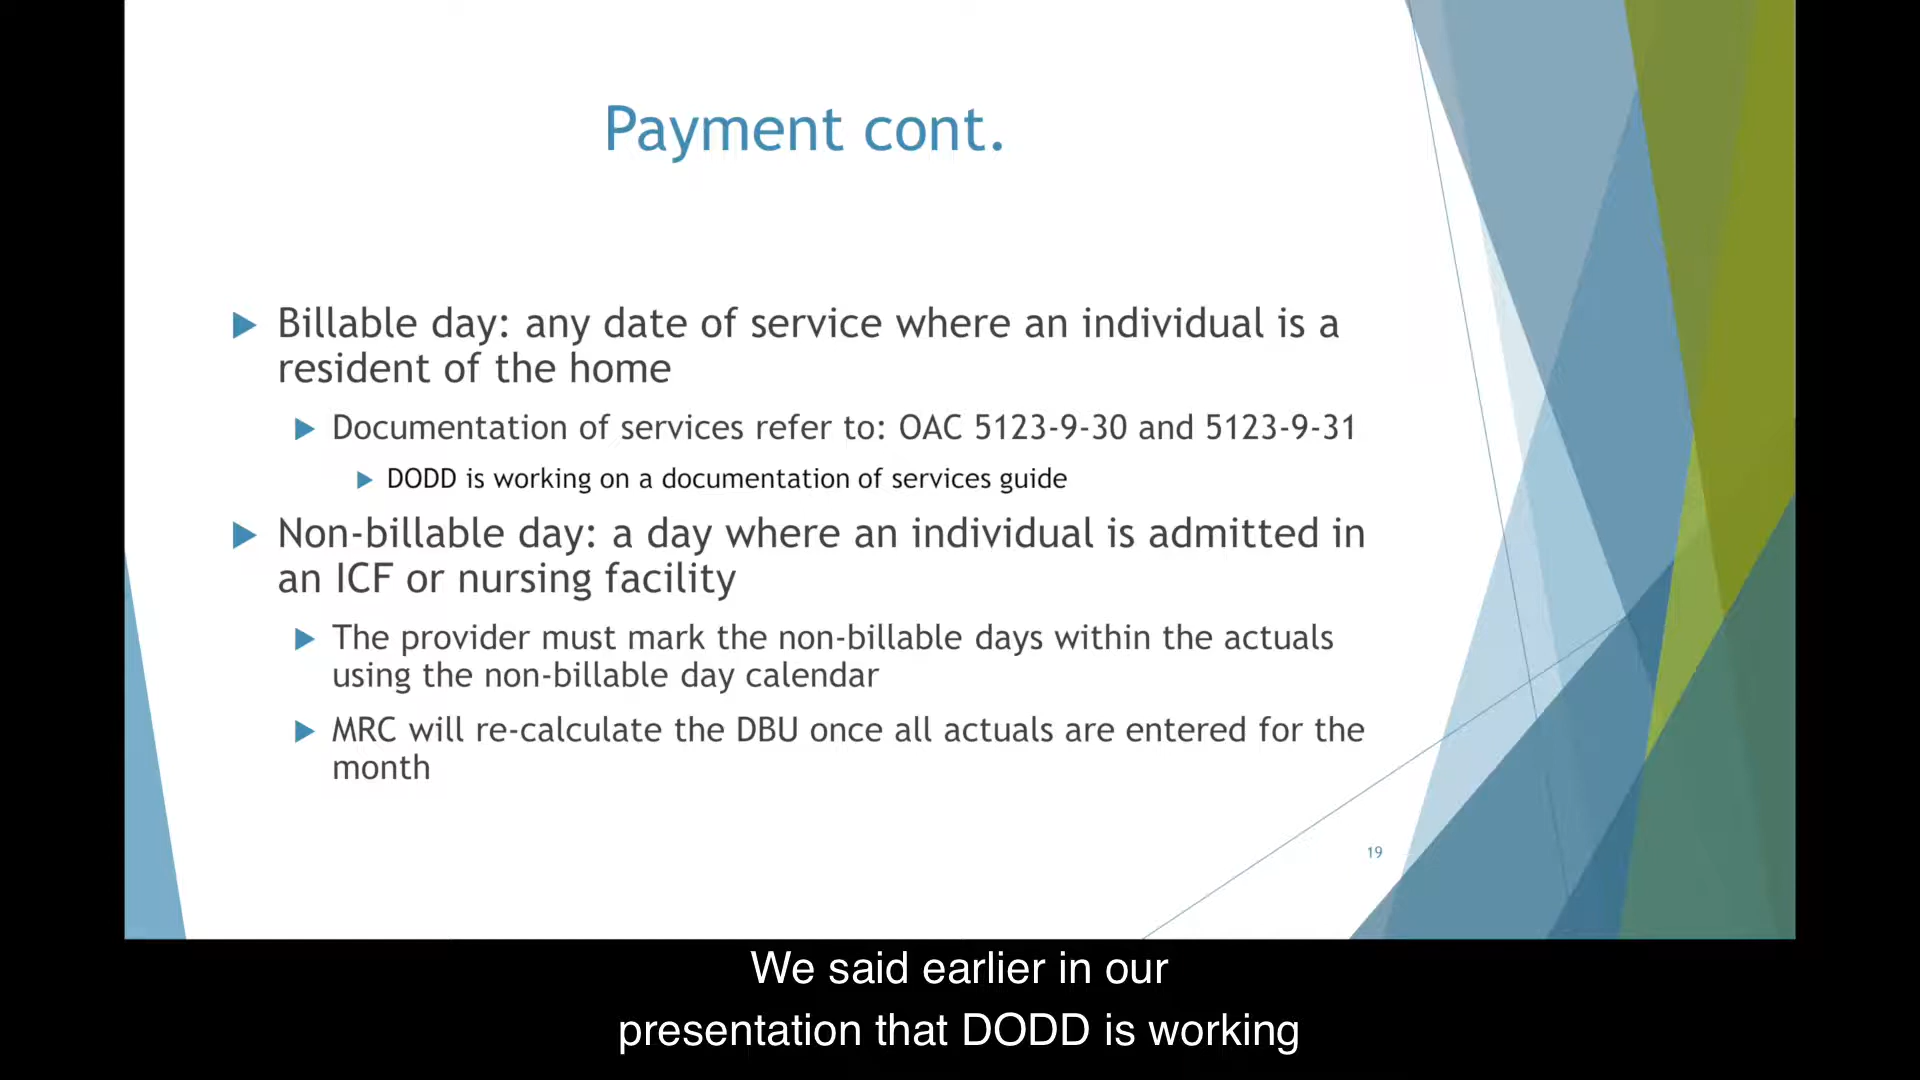 Payment cont.
Billable day: any date of service where an individual is a
resident of the home
Documentation of services refer to: OAC 5123-9-30 and 5123-9-31
DODD is working on a documentation of services guide
Non-billable day: a day where an individual is admitted in
an ICF or nursing facility
The provider must mark the non-billable days within the actuals
using the non-billable day calendar
MRC will re-calculate the DBU once all actuals are entered for the
month
19
We said earlier in our
presentation that DODD is working